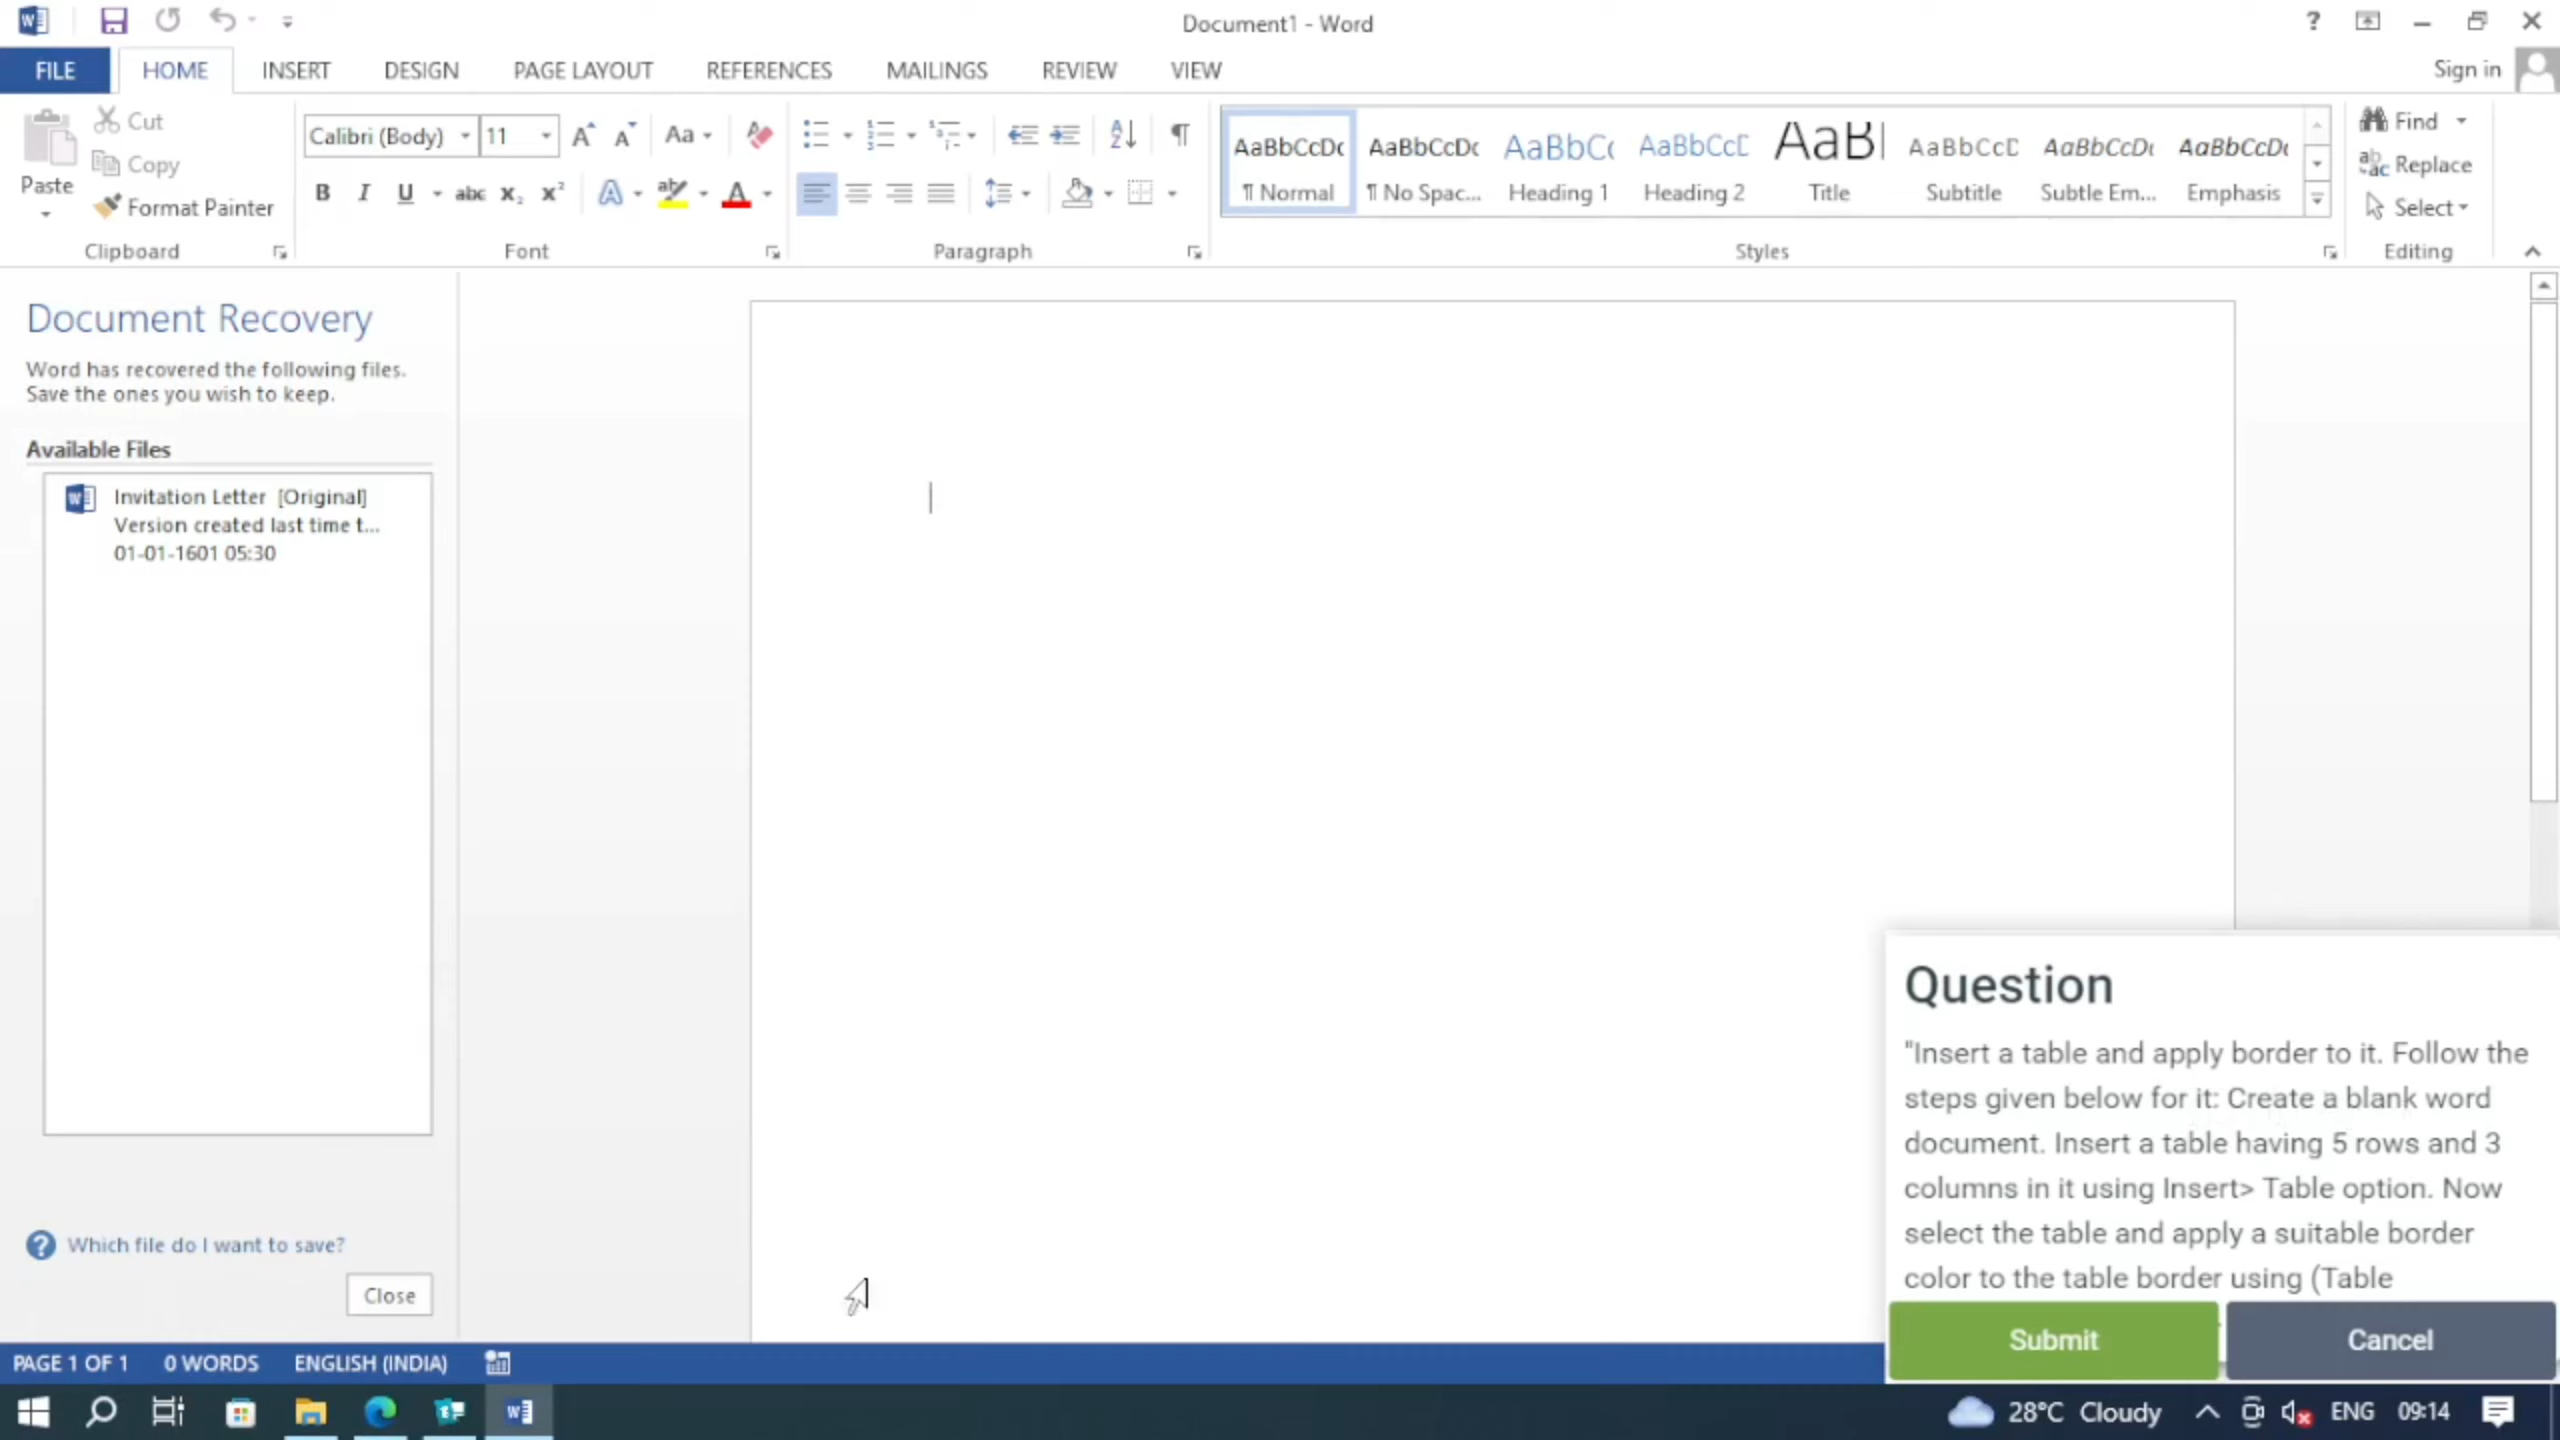 Document1 - Word
?
FILE HOME INSERT DESIGN PAGE LAYOUT REFERENCES MAILINGS REVIEW VIEW Sign in
Paste
Cut
Copy
Format Painter
Clipboard
Calibri (Body) 11 Aa
B I U abc x₂ x² A
Font
Paragraph
AaBbCcDc AaBbCcDc AaBbC( AaBbCcD AaB AaBbCcD AaBbCcDc AaBbCcDc
¶ Normal ¶ No Spac... Heading 1 Heading 2 Title Subtitle Subtle Em... Emphasis
Styles
Find
Replace
Select
Editing
Document Recovery
Word has recovered the following files.
Save the ones you wish to keep.
Available Files
Invitation Letter [Original]
Version created last time t...
01-01-1601 05:30
Which file do I want to save?
Close
Question
"Insert a table and apply border to it. Follow the
steps given below for it: Create a blank word
document. Insert a table having 5 rows and 3
columns in it using Insert> Table option. Now
select the table and apply a suitable border
color to the table border using (Table
Submit Cancel
PAGE 1 OF 1 0 WORDS ENGLISH (INDIA)
28°C Cloudy ENG 09:14